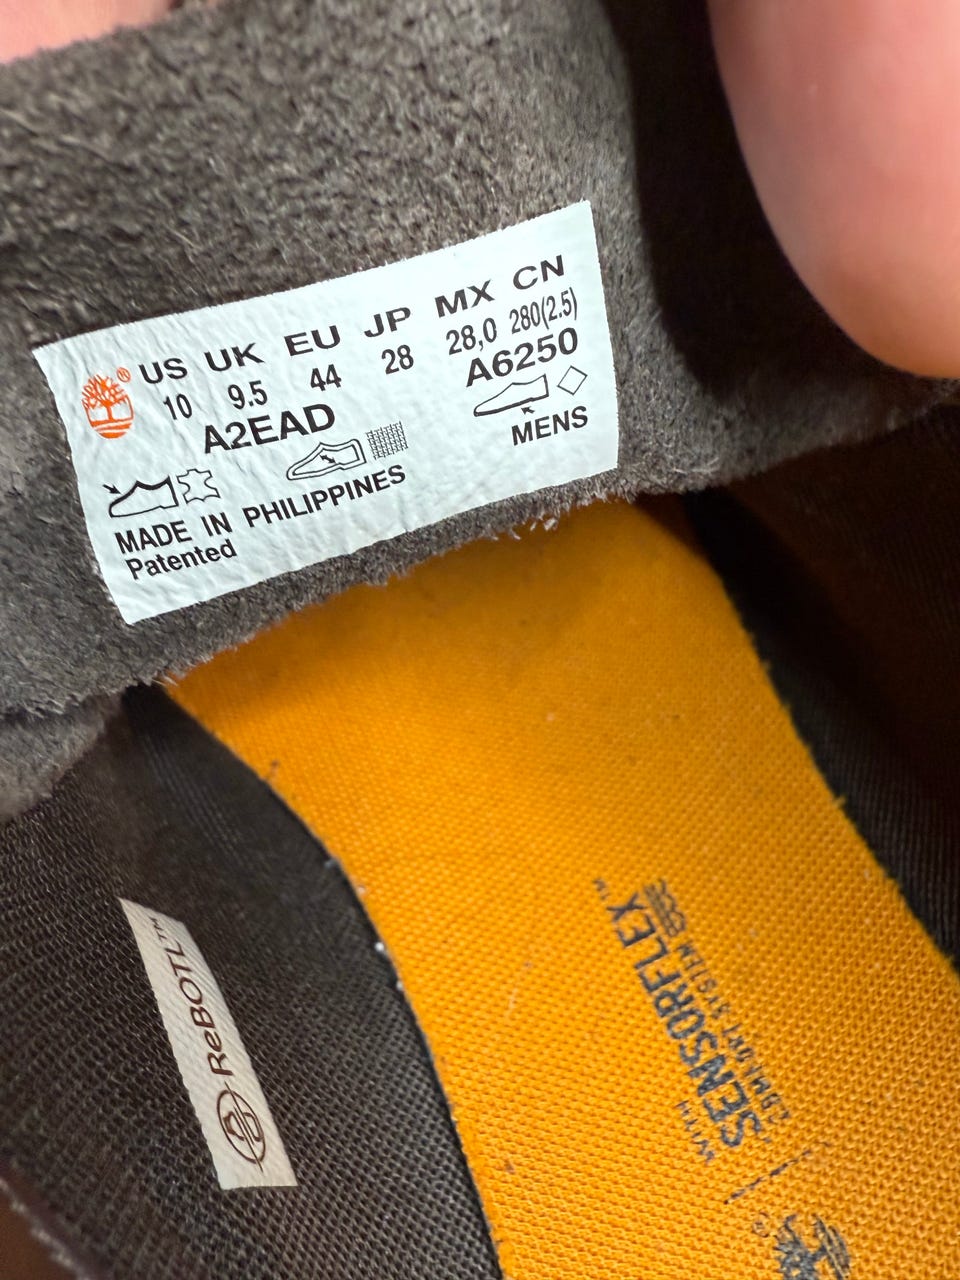 US UK EU JP MX CN
10 9.5 44 28 28,0 280(2.5)
A2EAD A6250
MENS
MADE IN PHILIPPINES
Patented
®
ReBOTL™
WITH
SENSORFLEX™
COMFORT SYSTEM